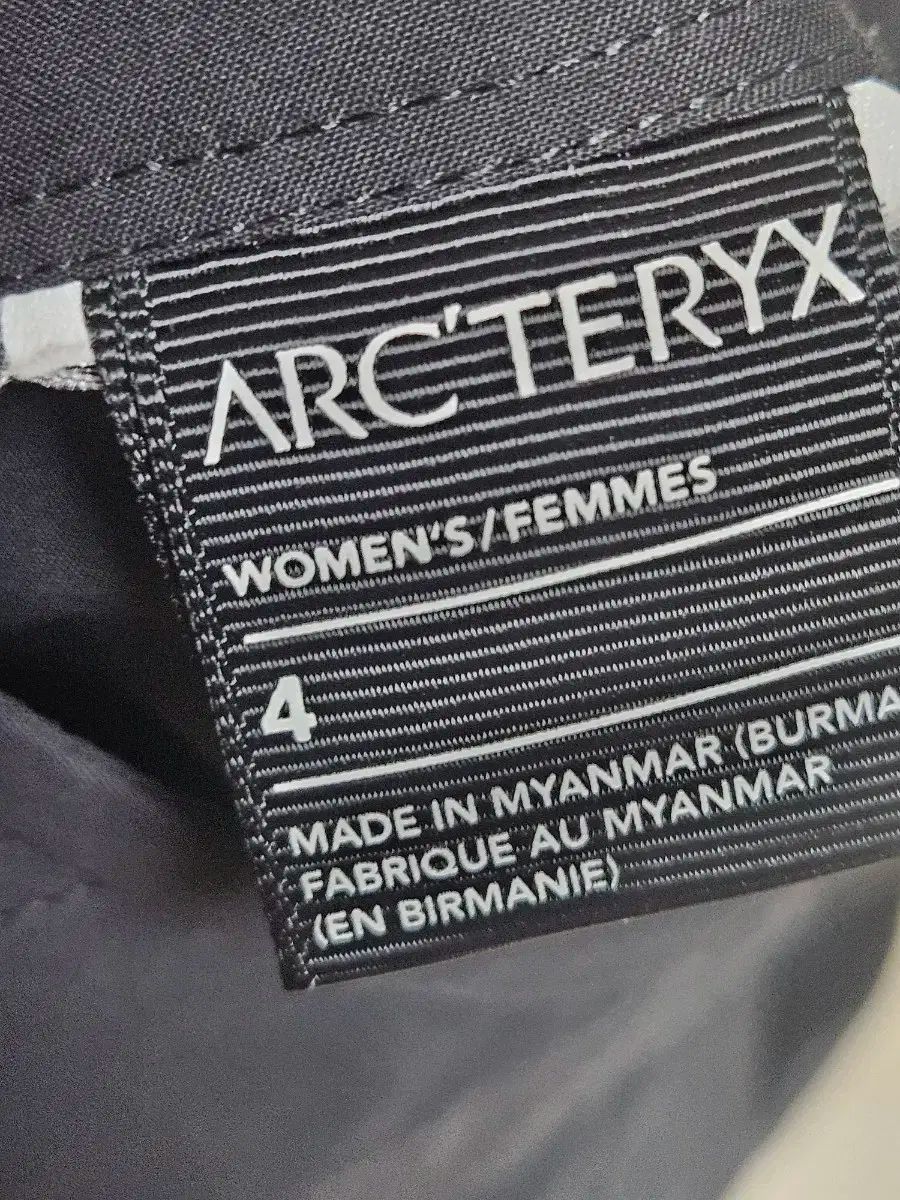 ARC'TERYX
WOMEN'S/FEMMES
4
MADE IN MYANMAR (BURMA
FABRIQUE AU MYANMAR
(EN BIRMANIE)